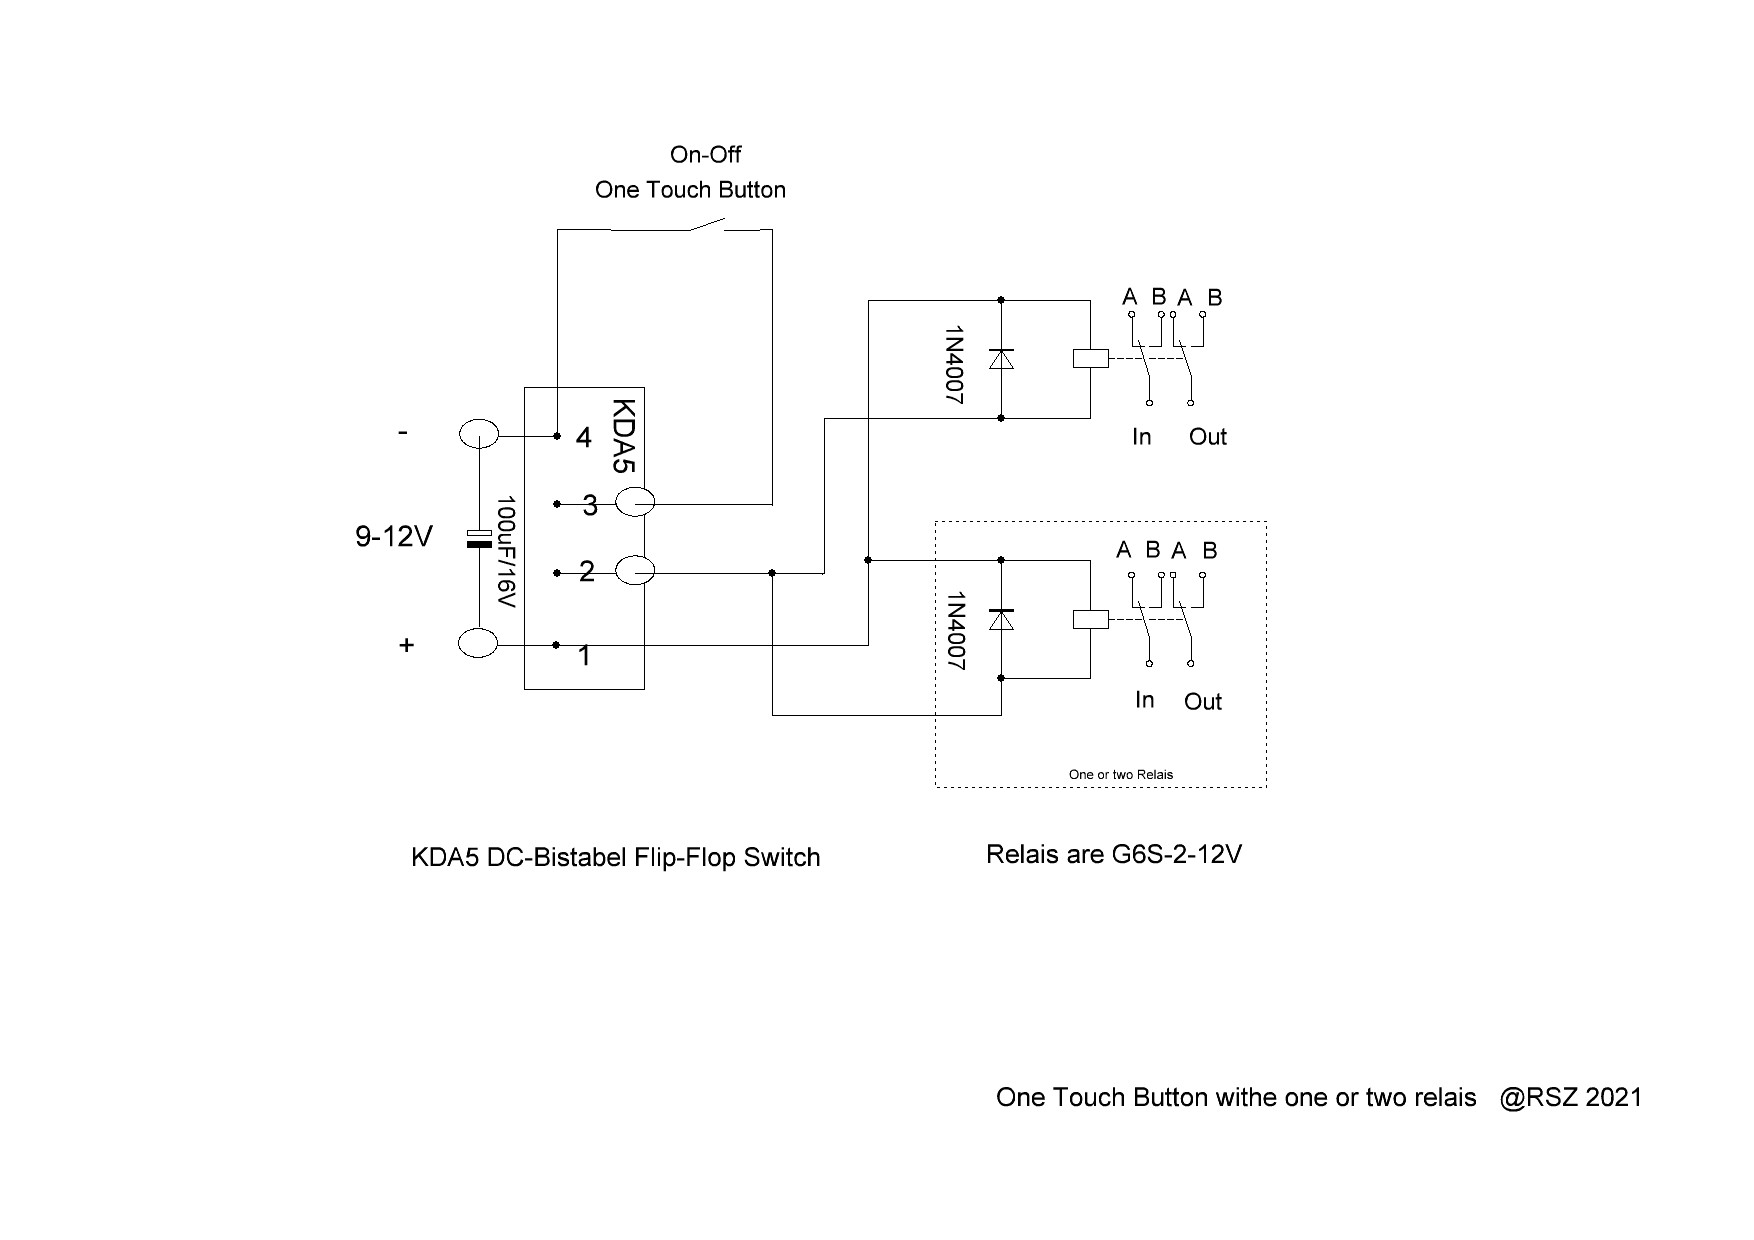 On-Off
One Touch Button
A B A B
1N4007
In Out
KDA5
- 4
3
9-12V
100uF/16V
2
+ 1
A B A B
1N4007
In Out
One or two Relais
KDA5 DC-Bistabel Flip-Flop Switch
Relais are G6S-2-12V
One Touch Button withe one or two relais @RSZ 2021